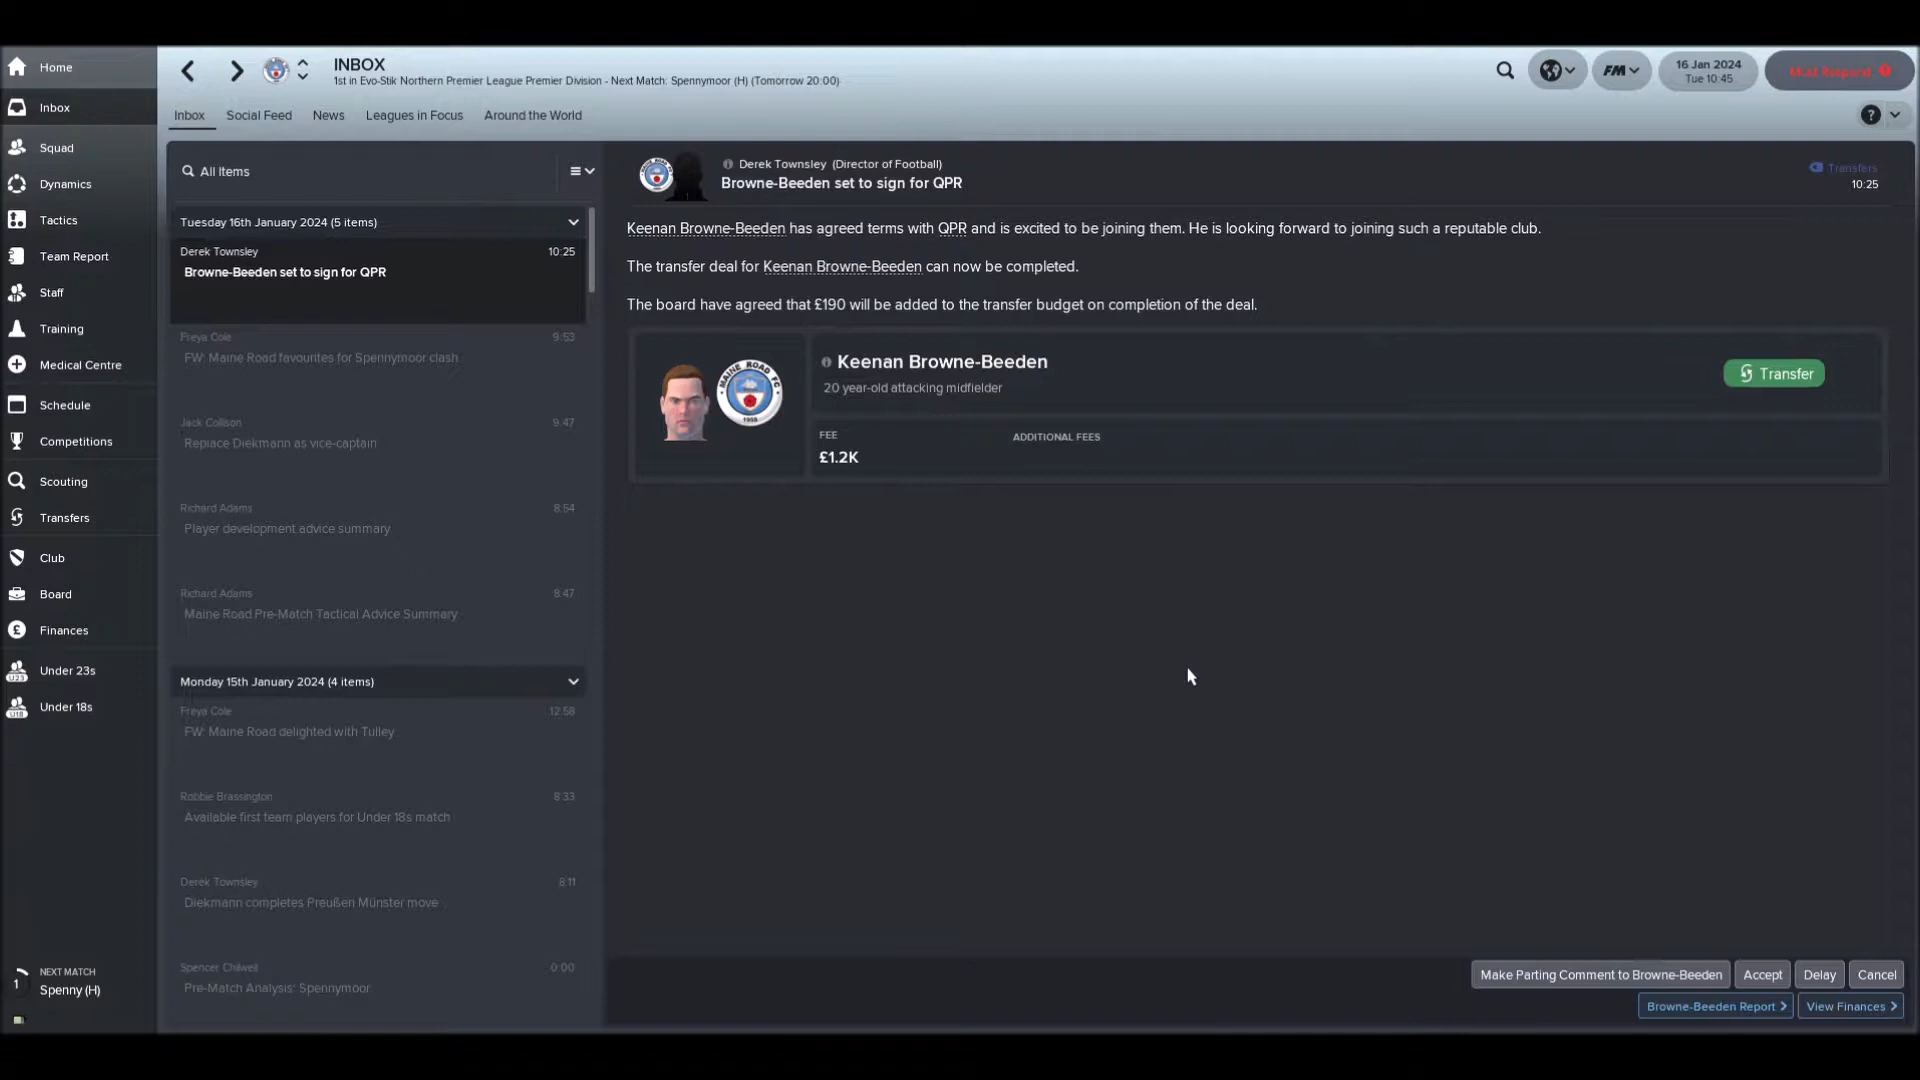 Home
Inbox
Squad
Dynamics
Tactics
Team Report
Staff
Training
Medical Centre
Schedule
Competitions
Scouting
Transfers
Club
Board
Finances
U23
Under 23s
U18
Under 18s
NEXT MATCH
1
Spenny (H)
INBOX
1st in Evo-Stik Northern Premier League Premier Division - Next Match: Spennymoor (H) (Tomorrow 20:00)
FM
16 Jan 2024
Tue 10:45
Must Respond
Inbox Social Feed News Leagues in Focus Around the World
?
All Items
Tuesday 16th January 2024 (5 items)
Derek Townsley 10:25
Browne-Beeden set to sign for QPR
Freya Cole 9:53
FW: Maine Road favourites for Spennymoor clash
Jack Collison 9:47
Replace Diekmann as vice-captain
Richard Adams 8:54
Player development advice summary
Richard Adams 8:47
Maine Road Pre-Match Tactical Advice Summary
Monday 15th January 2024 (4 items)
Freya Cole 12:58
FW: Maine Road delighted with Tulley
Robbie Brassington 8:33
Available first team players for Under 18s match
Derek Townsley 8:11
Diekmann completes Preußen Münster move
Spencer Chilwell 0:00
Pre-Match Analysis: Spennymoor
Derek Townsley (Director of Football)
Browne-Beeden set to sign for QPR
Transfers
10:25
Keenan Browne-Beeden has agreed terms with QPR and is excited to be joining them. He is looking forward to joining such a reputable club.
The transfer deal for Keenan Browne-Beeden can now be completed.
The board have agreed that £190 will be added to the transfer budget on completion of the deal.
MAINE ROAD FC
1955
Keenan Browne-Beeden
20 year-old attacking midfielder
Transfer
FEE
£1.2K
ADDITIONAL FEES
Make Parting Comment to Browne-Beeden Accept Delay Cancel
Browne-Beeden Report View Finances